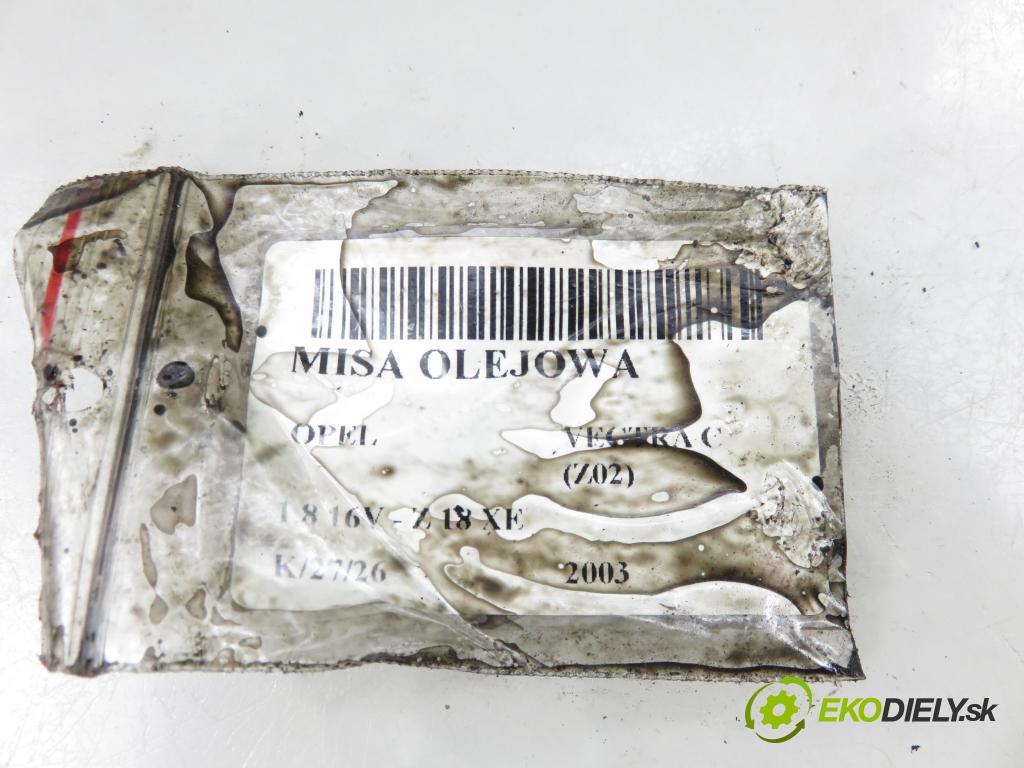 MISA OLEJOWA
OPEL VECTRA C
(Z02)
1.8 16V - Z 18 XE
K/27/26 2003
EKODIELY.sk